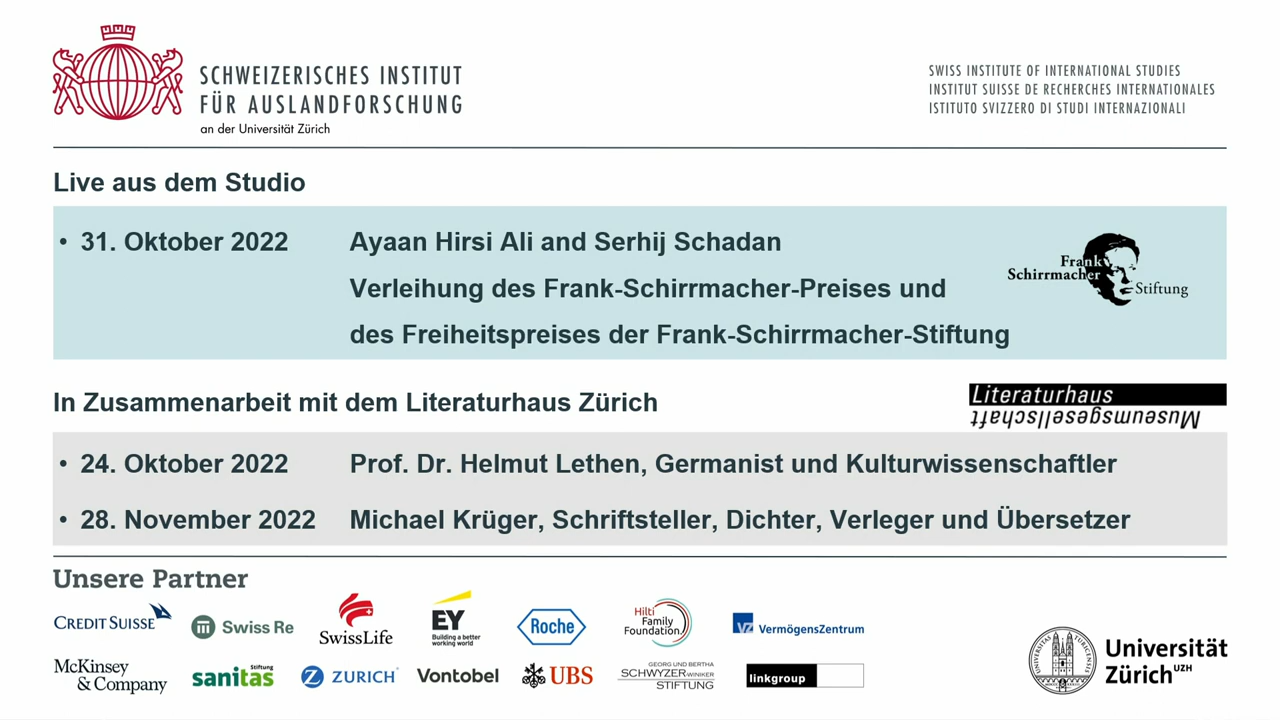 SCHWEIZERISCHES INSTITUT
FÜR AUSLANDFORSCHUNG
an der Universität Zürich
SWISS INSTITUTE OF INTERNATIONAL STUDIES
INSTITUT SUISSE DE RECHERCHES INTERNATIONALES
ISTITUTO SVIZZERO DI STUDI INTERNAZIONALI
Live aus dem Studio
• 31. Oktober 2022 Ayaan Hirsi Ali and Serhij Schadan
Verleihung des Frank-Schirrmacher-Preises und
des Freiheitspreises der Frank-Schirrmacher-Stiftung
Frank
Schirrmacher
Stiftung
In Zusammenarbeit mit dem Literaturhaus Zürich
Literaturhaus
Museumsgesellschaft
• 24. Oktober 2022 Prof. Dr. Helmut Lethen, Germanist und Kulturwissenschaftler
• 28. November 2022 Michael Krüger, Schriftsteller, Dichter, Verleger und Übersetzer
Unsere Partner
CREDIT SUISSE
Swiss Re
SwissLife
EY
Building a better
working world
Roche
Hilti
Family
Foundation
VZ VermögensZentrum
McKinsey
& Company
Stiftung
sanitas
Z ZURICH
Vontobel
UBS
GEORG UND BERTHA
SCHWYZER-WINIKER
STIFTUNG
linkgroup
Universität
Zürich UZH